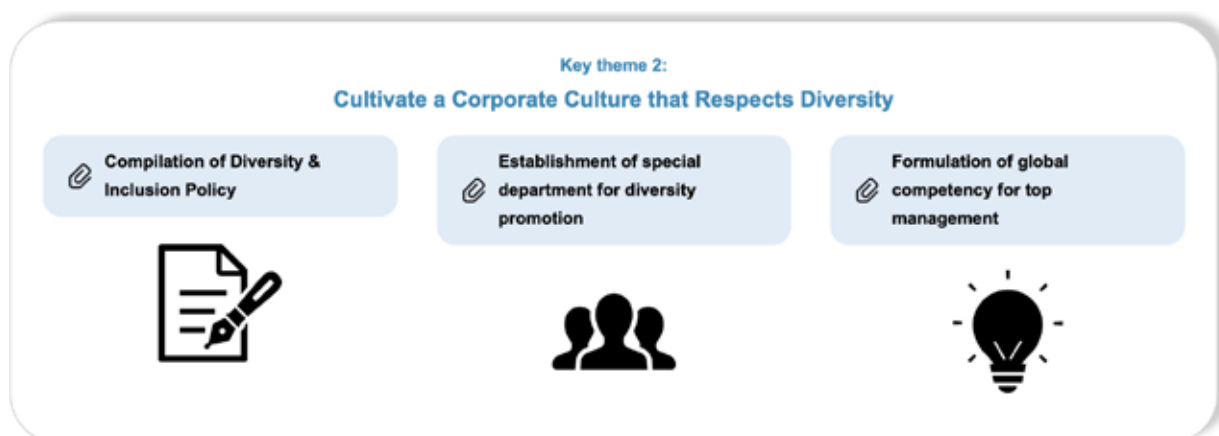 Key theme 2:
Cultivate a Corporate Culture that Respects Diversity
Compilation of Diversity &
Inclusion Policy
Establishment of special
department for diversity
promotion
Formulation of global
competency for top
management